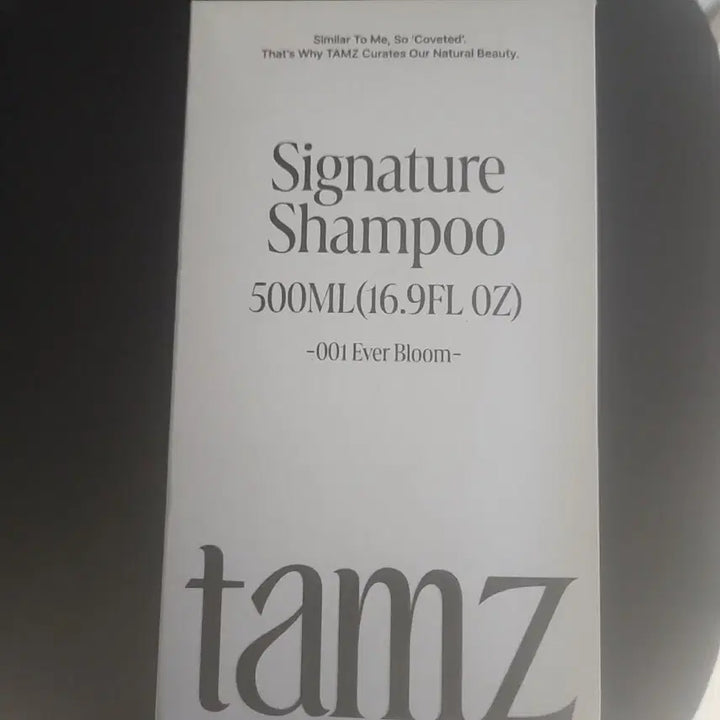 Similar To Me, So 'Coveted'.
That's Why TAMZ Curates Our Natural Beauty.
Signature
Shampoo
500ML(16.9FL OZ)
-001 Ever Bloom-
tamz